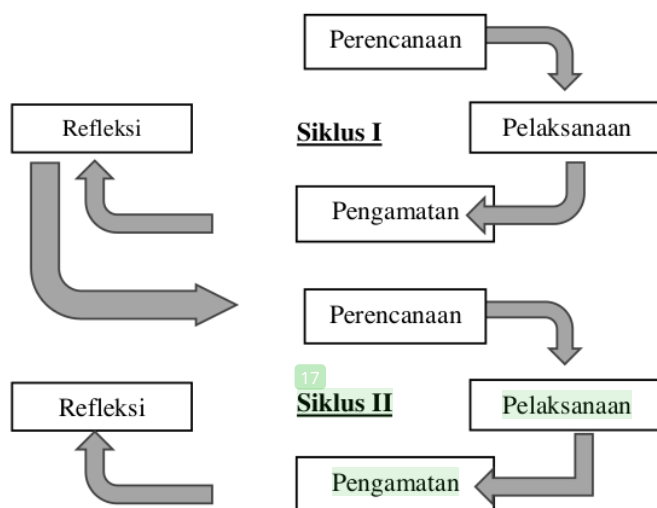 Perencanaan
Refleksi
Siklus I
Pelaksanaan
Pengamatan
Perencanaan
17
Refleksi
Siklus II
Pelaksanaan
Pengamatan